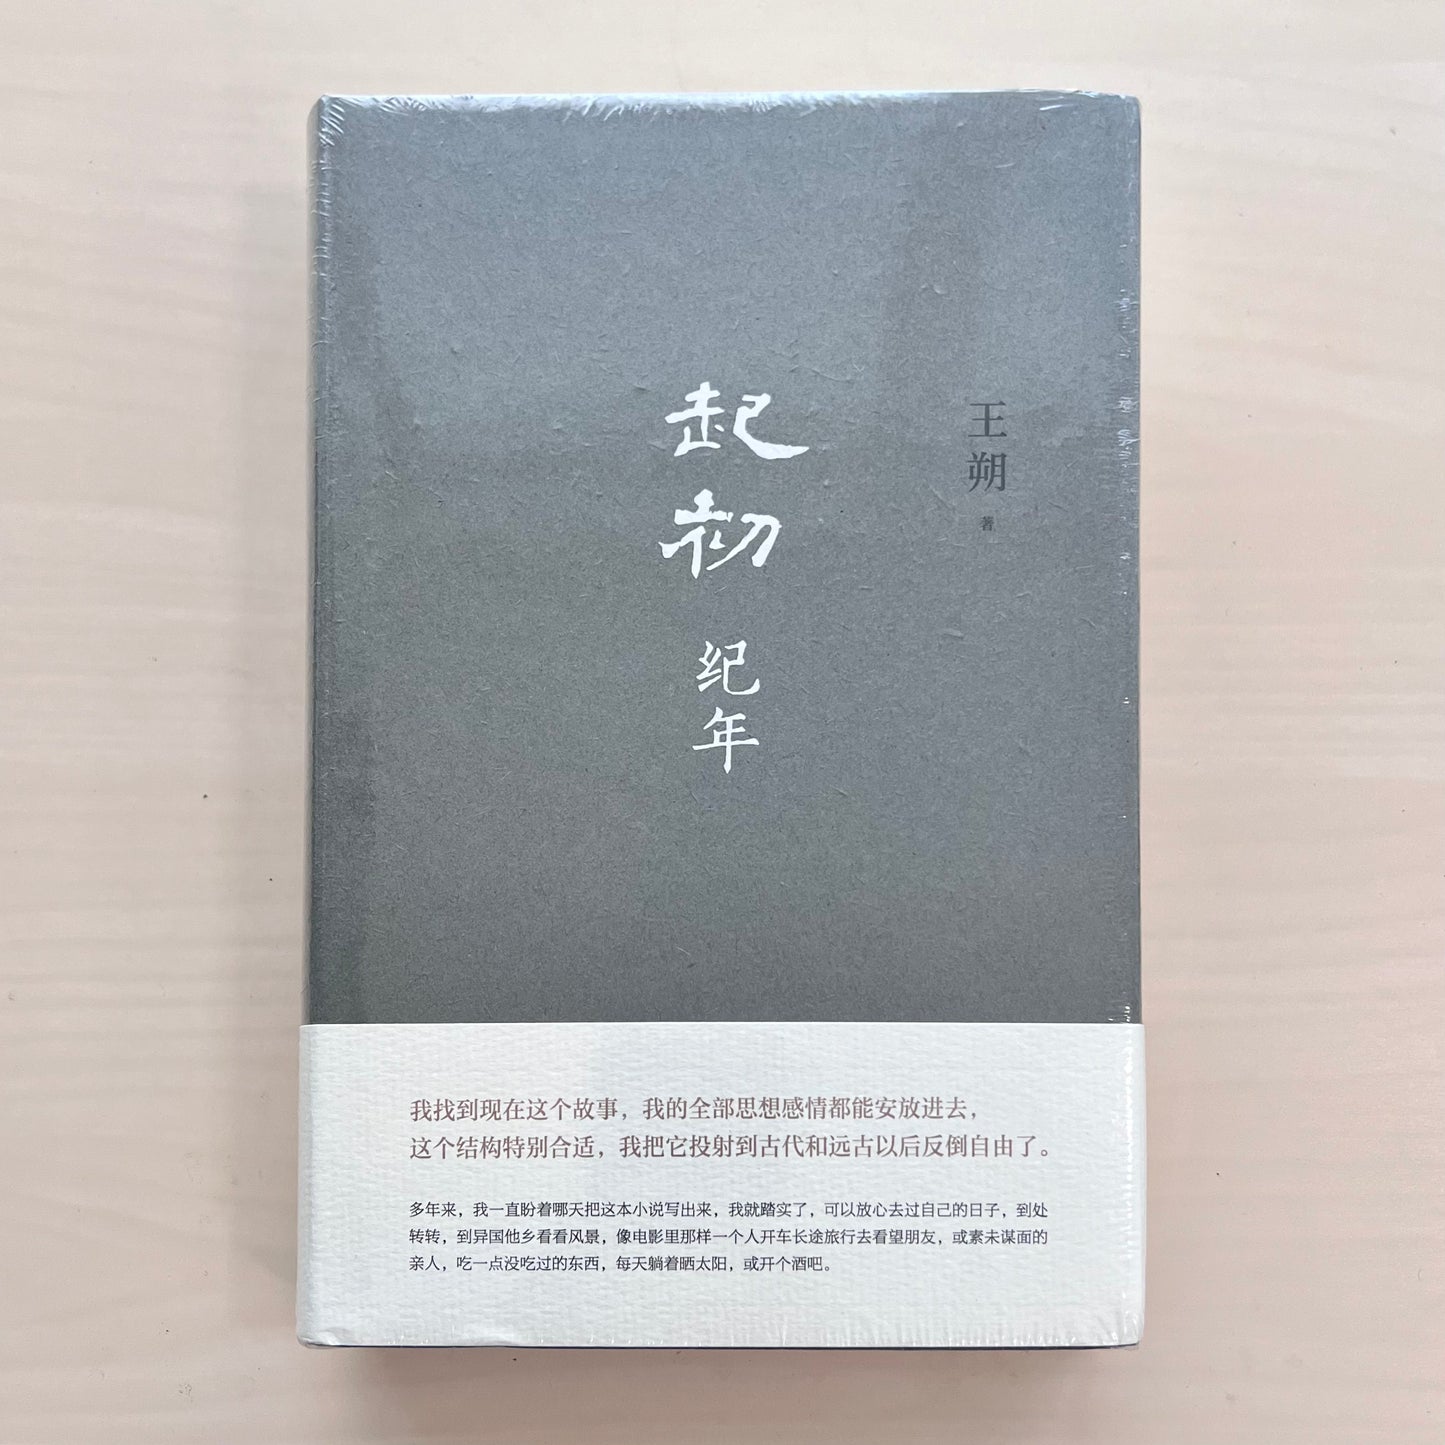 起初
纪年
王朔
著
我找到现在这个故事，我的全部思想感情都能安放进去，
这个结构特别合适，我把它投射到古代和远古以后反倒自由了。
多年来，我一直盼着哪天把这本小说写出来，我就踏实了，可以放心去过自己的日子，到处
转转，到异国他乡看看风景，像电影里那样一个人开车长途旅行去看望朋友，或素未谋面的
亲人，吃一点没吃过的东西，每天躺着晒太阳，或开个酒吧。